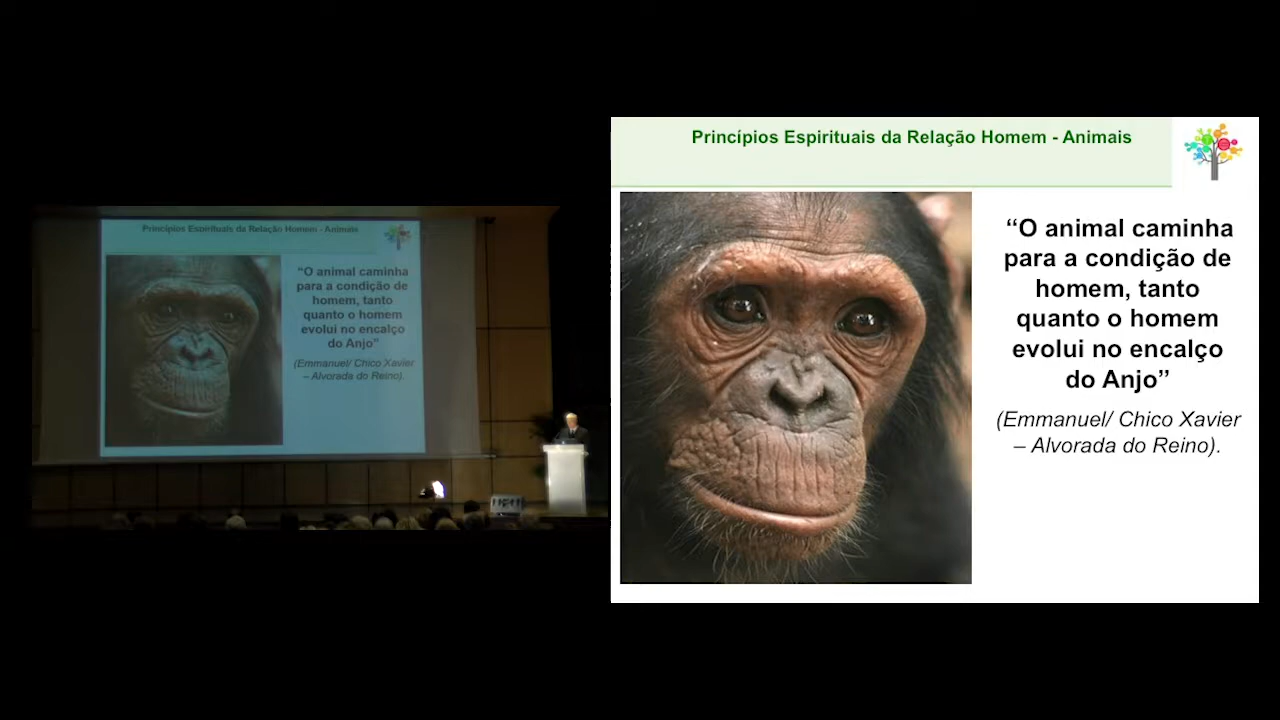 Princípios Espirituais da Relação Homem - Animais
“O animal caminha
para a condição de
homem, tanto
quanto o homem
evolui no encalço
do Anjo”
(Emmanuel/ Chico Xavier
– Alvorada do Reino).
Princípios Espirituais da Relação Homem - Animais
“O animal caminha
para a condição de
homem, tanto
quanto o homem
evolui no encalço
do Anjo”
(Emmanuel/ Chico Xavier
– Alvorada do Reino).